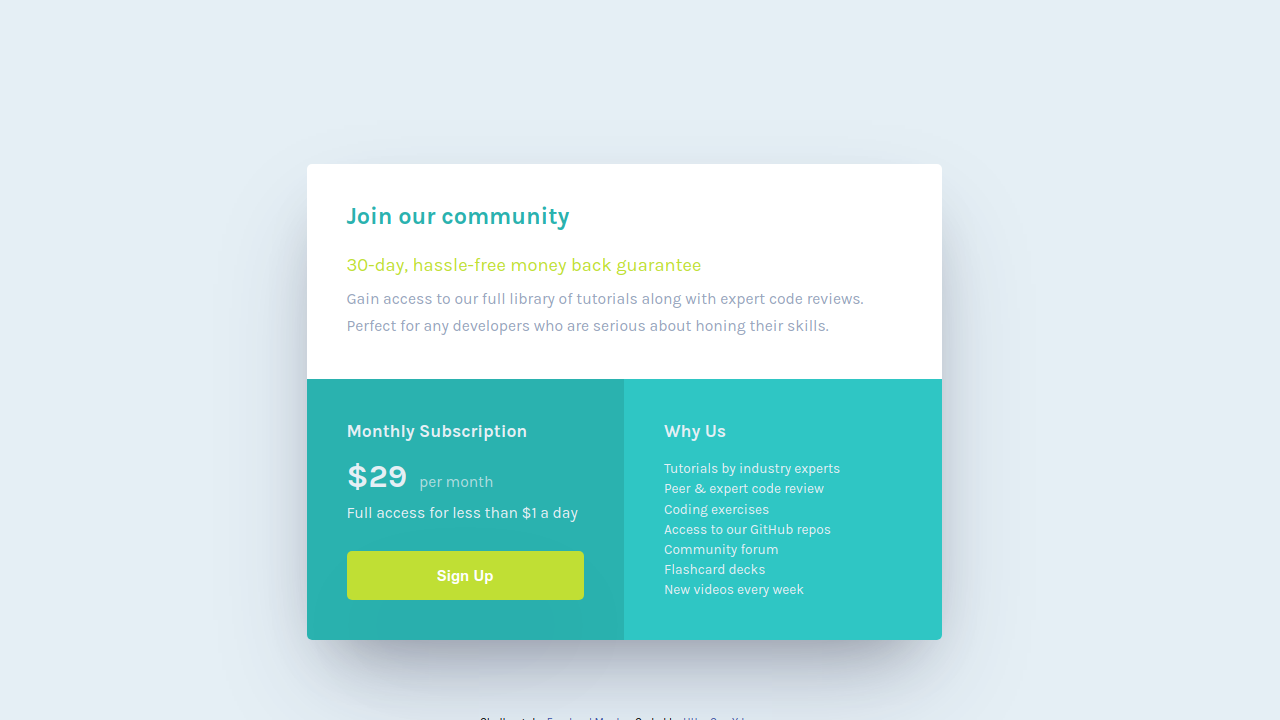 Join our community
30-day, hassle-free money back guarantee
Gain access to our full library of tutorials along with expert code reviews.
Perfect for any developers who are serious about honing their skills.
Monthly Subscription
$29 per month
Full access for less than $1 a day
Sign Up
Why Us
Tutorials by industry experts
Peer & expert code review
Coding exercises
Access to our GitHub repos
Community forum
Flashcard decks
New videos every week